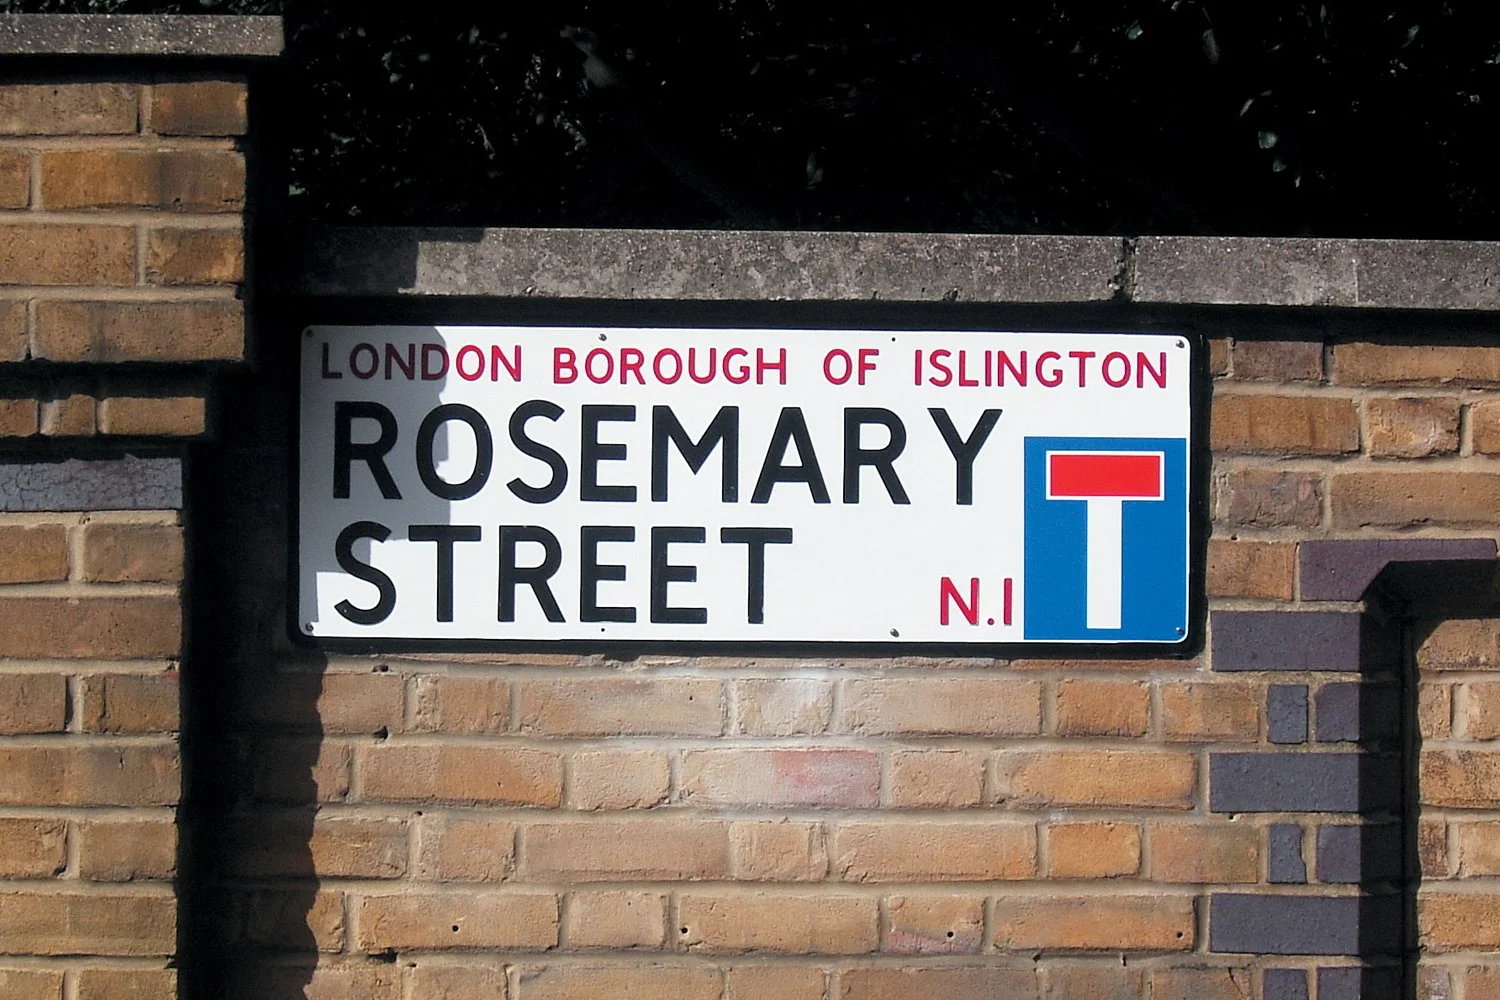 LONDON BOROUGH OF ISLINGTON
ROSEMARY
STREET
N.1